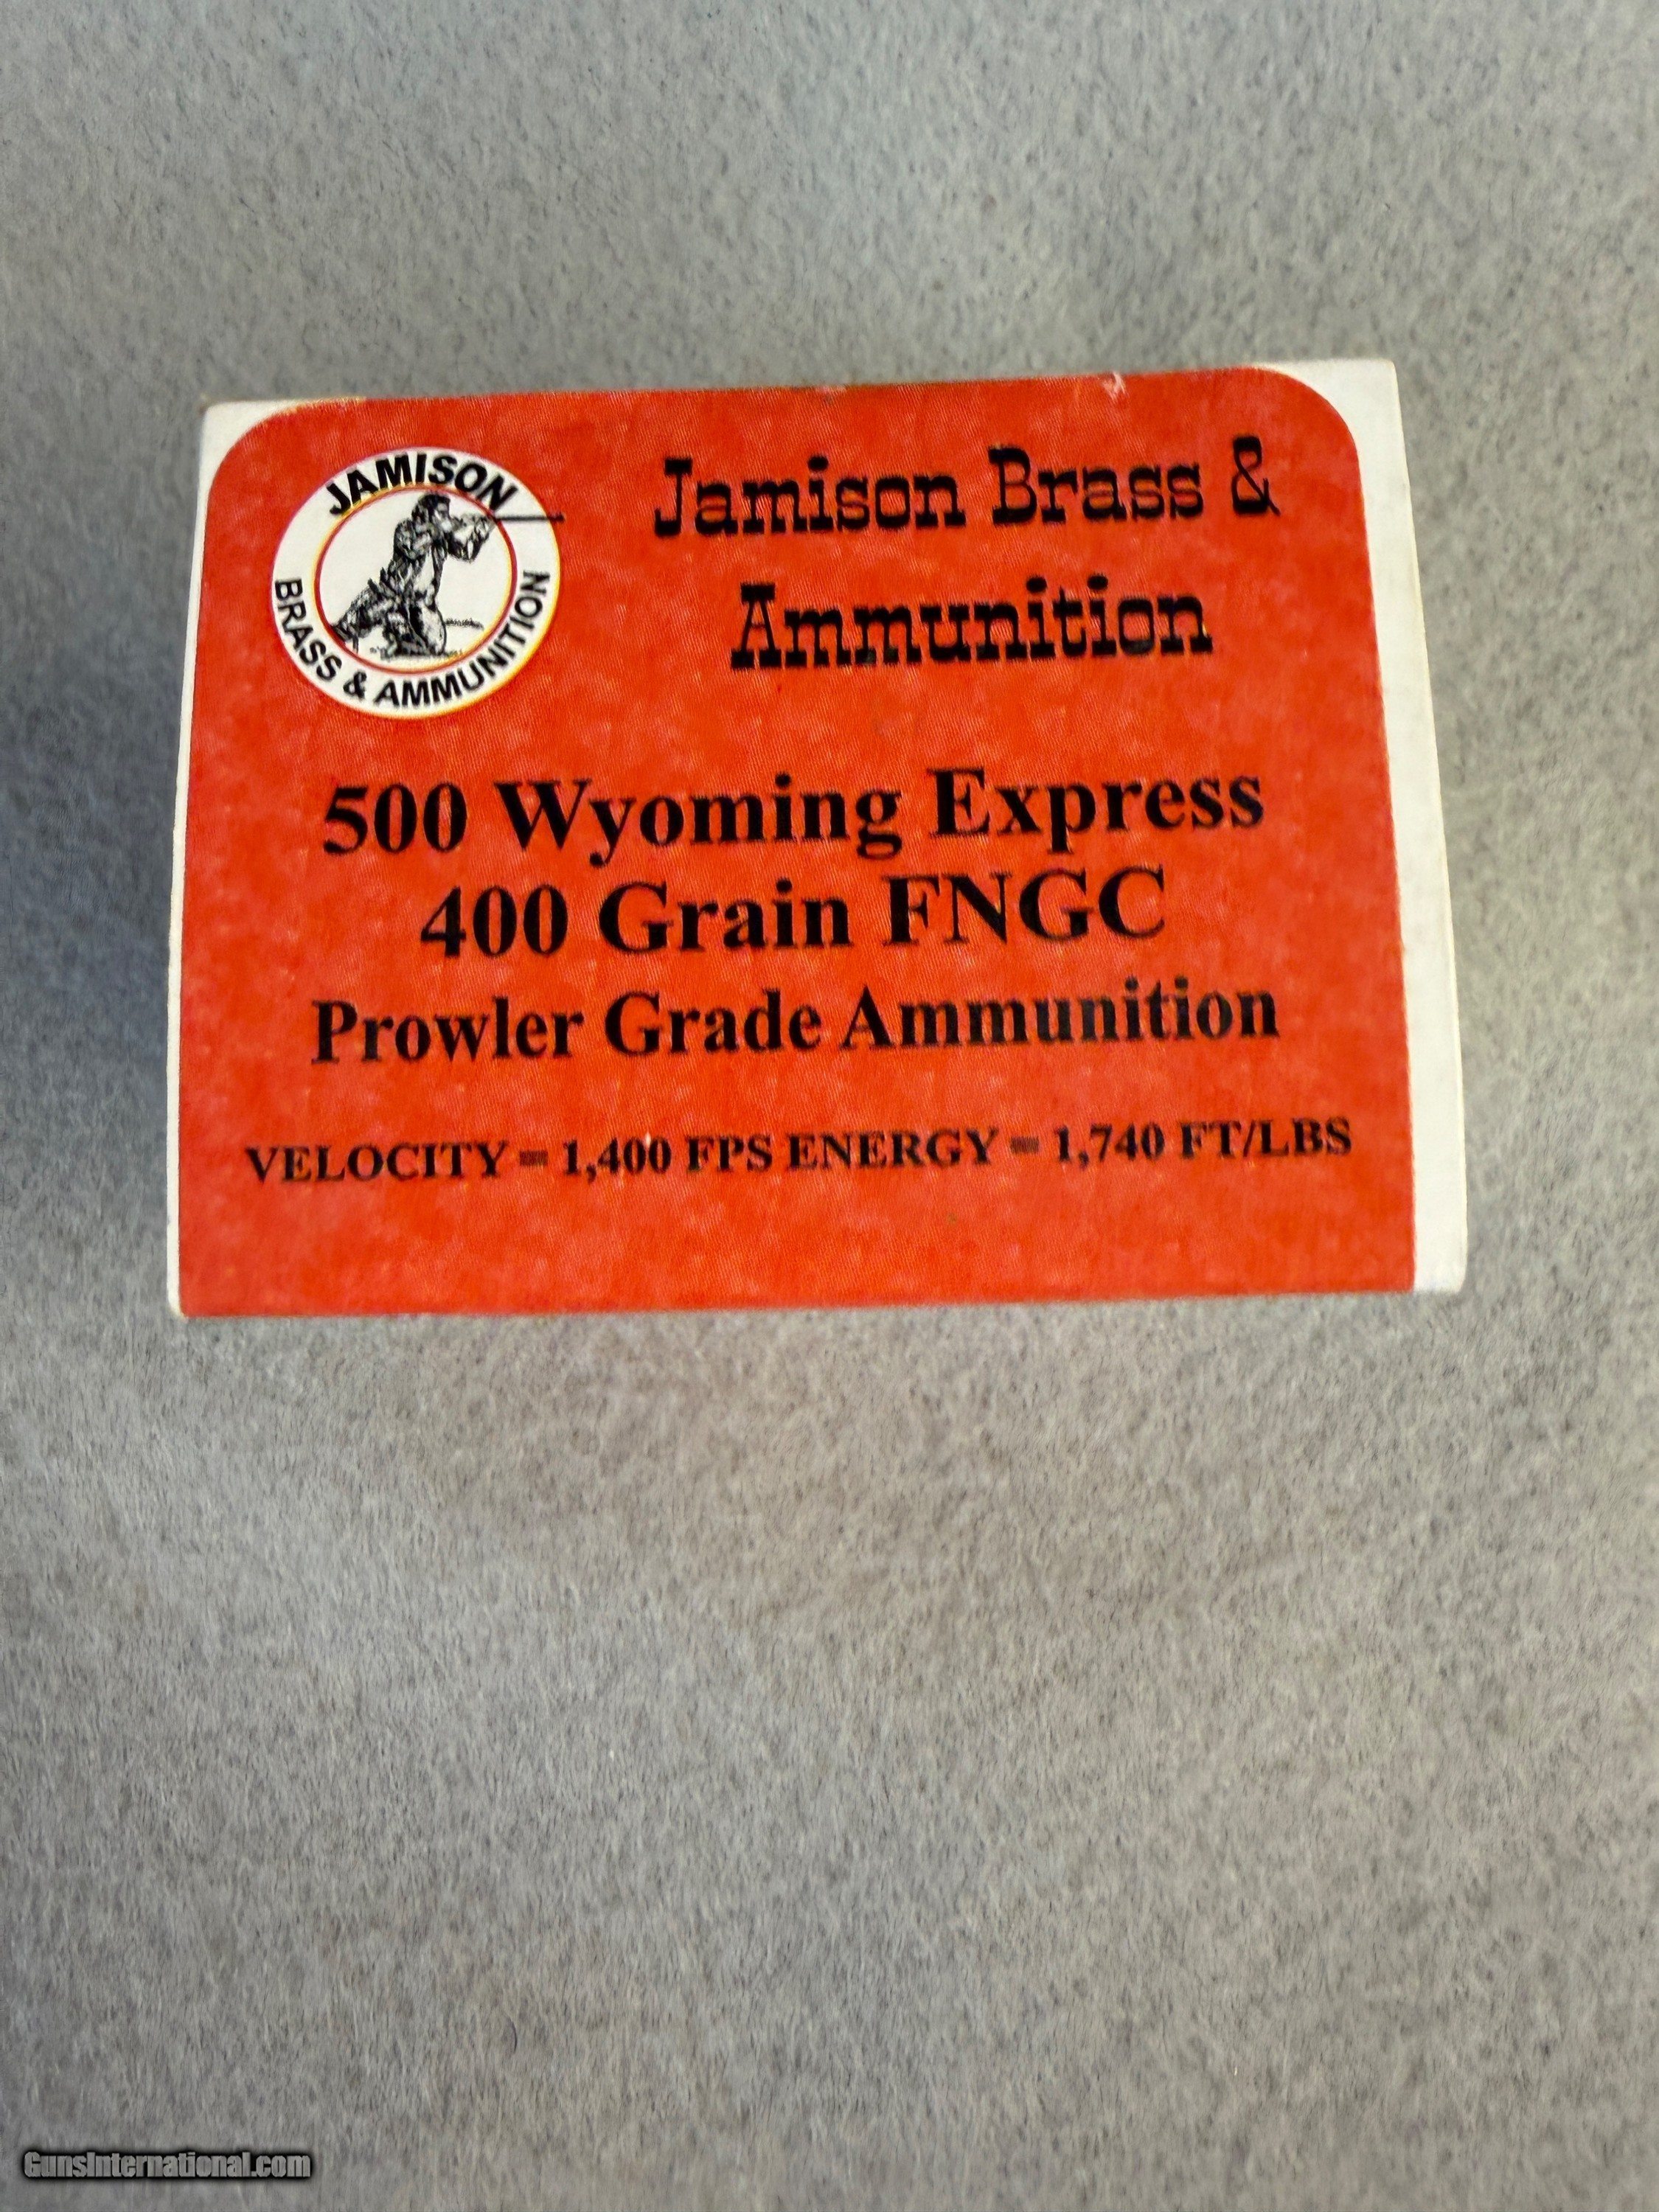 JAMISON
BRASS & AMMUNITION
Jamison Brass &
Ammunition
500 Wyoming Express
400 Grain FNGC
Prowler Grade Ammunition
VELOCITY = 1,400 FPS ENERGY = 1,740 FT/LBS
GunsInternational.com